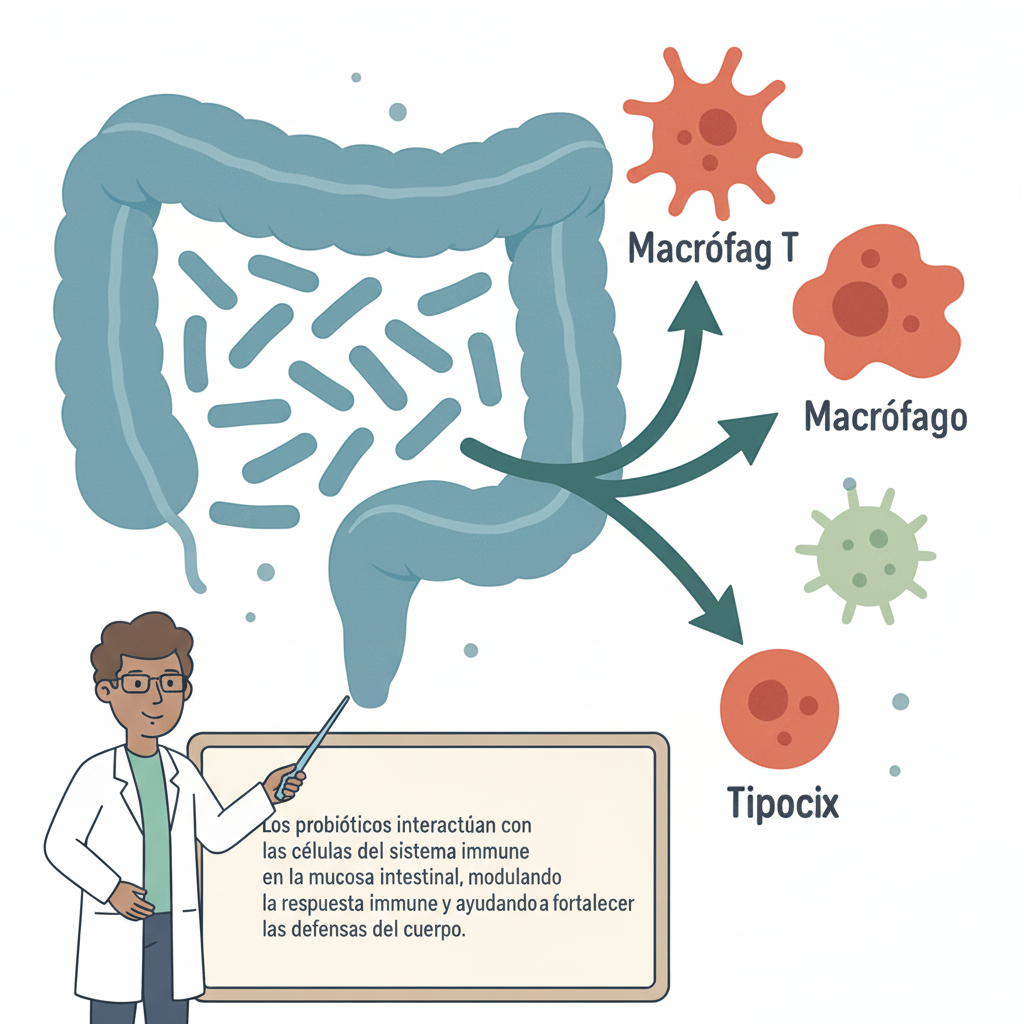 Macrófag T
Macrófago
Tipocix
Los probióticos interactúan con
las células del sistema immune
en la mucosa intestinal, modulando
la respuesta immune y ayudando a fortalecer
las defensas del cuerpo.